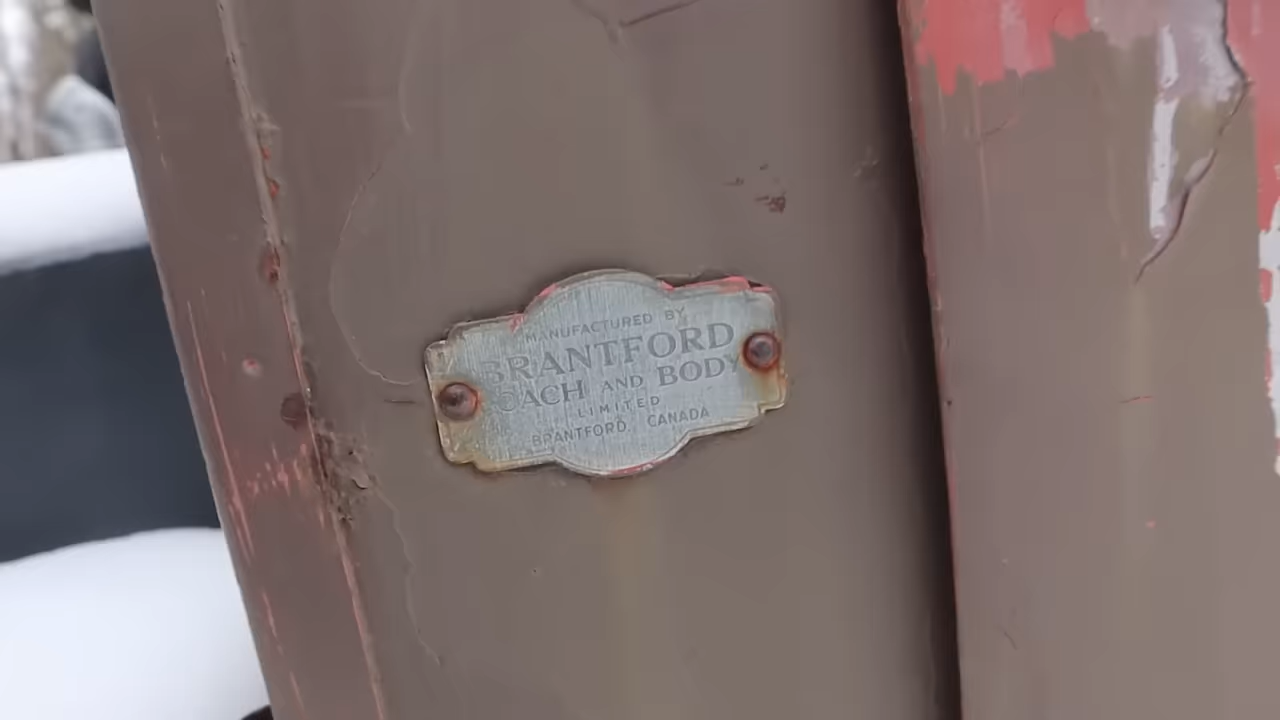 MANUFACTURED BY
BRANTFORD
COACH AND BODY
LIMITED
BRANTFORD, CANADA